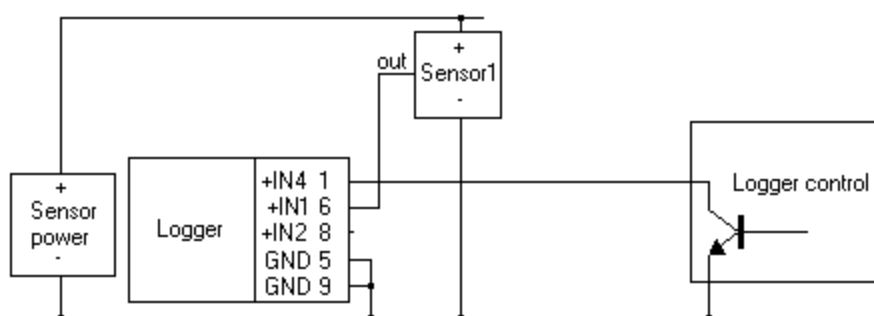 +
out
Sensor1
-
+
Sensor
power
-
Logger
+IN4 1
+IN1 6
+IN2 8
GND 5
GND 9
Logger control